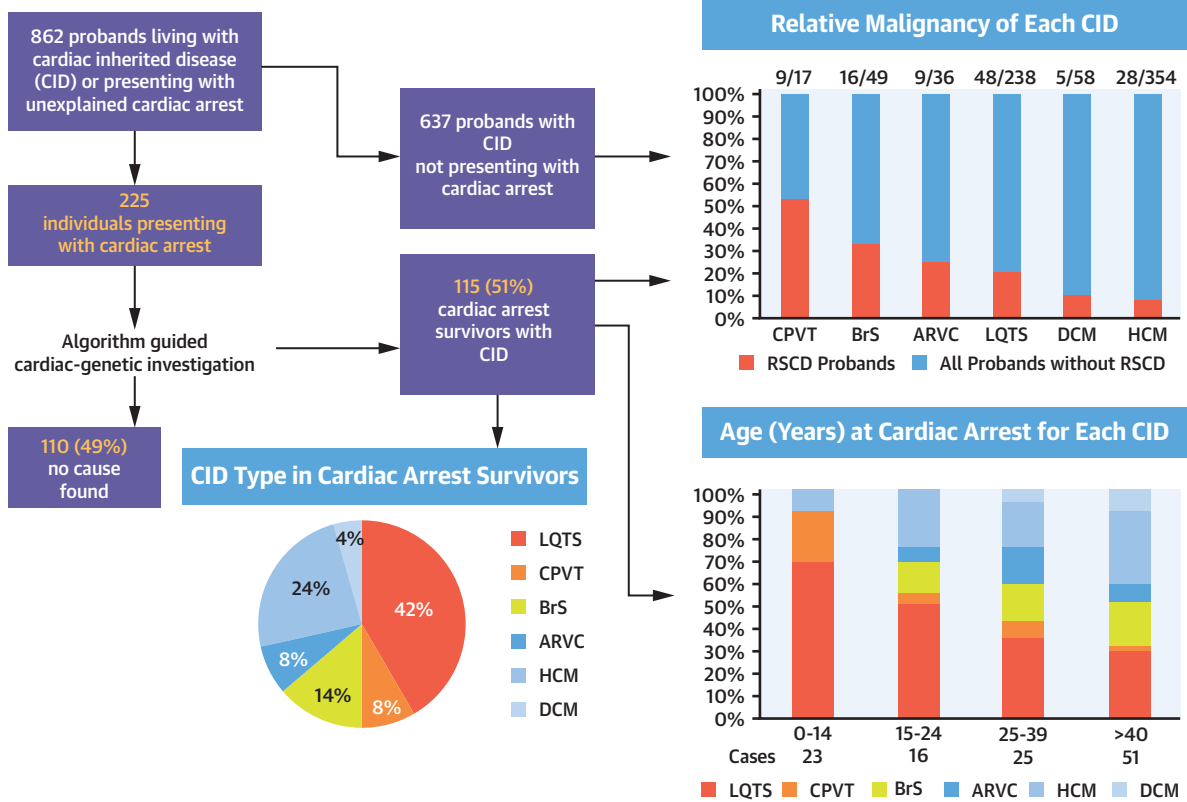 862 probands living with
cardiac inherited disease
(CID) or presenting with
unexplained cardiac arrest
637 probands with
CID
not presenting with
cardiac arrest
225
individuals presenting
with cardiac arrest
115 (51%)
cardiac arrest
survivors with
CID
Algorithm guided
cardiac-genetic investigation
110 (49%)
no cause
found
CID Type in Cardiac Arrest Survivors
4%
24%
42%
8%
14%
8%
LQTS
CPVT
BrS
ARVC
HCM
DCM
Relative Malignancy of Each CID
9/17 16/49 9/36 48/238 5/58 28/354
100%
90%
80%
70%
60%
50%
40%
30%
20%
10%
0%
CPVT BrS ARVC LQTS DCM HCM
RSCD Probands All Probands without RSCD
Age (Years) at Cardiac Arrest for Each CID
100%
90%
80%
70%
60%
50%
40%
30%
20%
10%
0%
0-14 15-24 25-39 >40
Cases 23 16 25 51
LQTS CPVT BrS ARVC HCM DCM